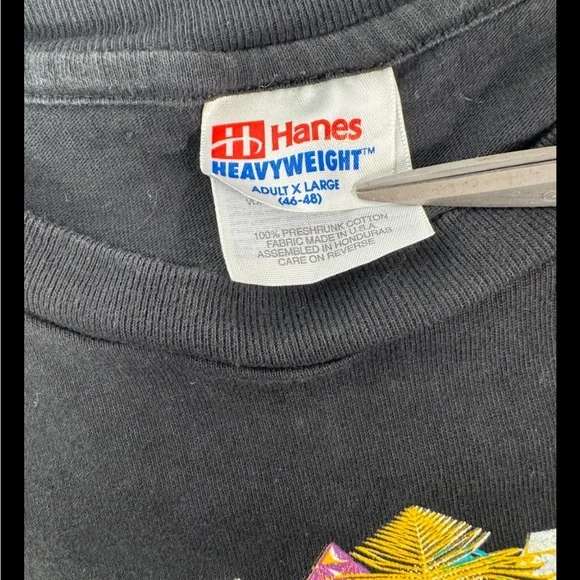 Hanes
HEAVYWEIGHT™
ADULT X LARGE
(46-48)
100% PRESHRUNK COTTON
FABRIC MADE IN U.S.A.
ASSEMBLED IN HONDURAS
CARE ON REVERSE